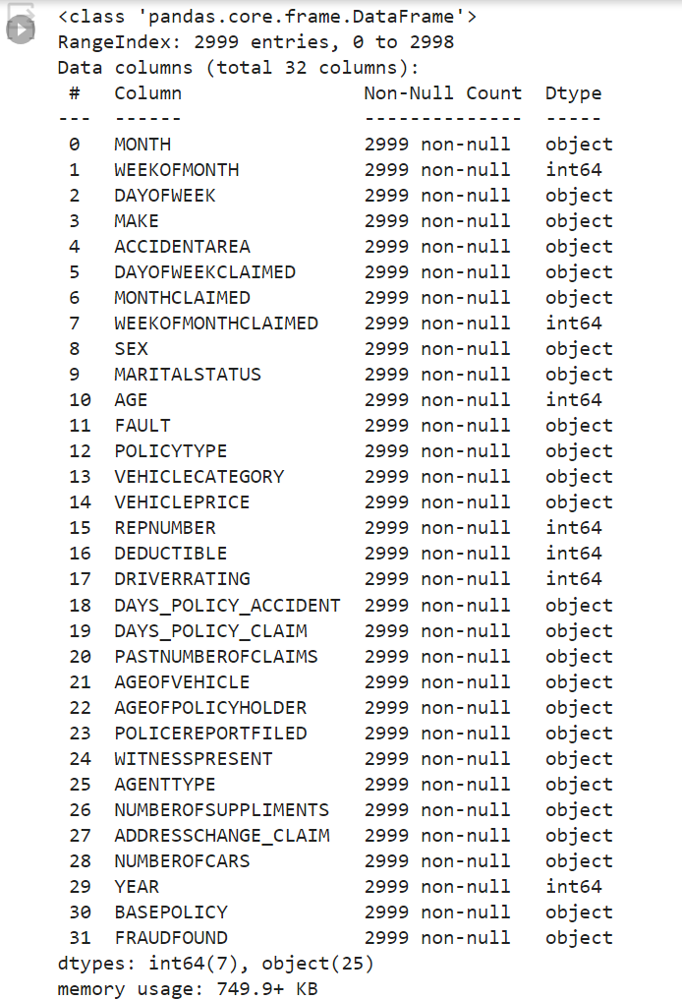 <class 'pandas.core.frame.DataFrame'>
RangeIndex: 2999 entries, 0 to 2998
Data columns (total 32 columns):
 #   Column                Non-Null Count  Dtype
---  ------                --------------  -----
 0   MONTH                 2999 non-null   object
 1   WEEKOFMONTH           2999 non-null   int64
 2   DAYOFWEEK             2999 non-null   object
 3   MAKE                  2999 non-null   object
 4   ACCIDENTAREA          2999 non-null   object
 5   DAYOFWEEKCLAIMED      2999 non-null   object
 6   MONTHCLAIMED          2999 non-null   object
 7   WEEKOFMONTHCLAIMED    2999 non-null   int64
 8   SEX                   2999 non-null   object
 9   MARITALSTATUS         2999 non-null   object
 10  AGE                   2999 non-null   int64
 11  FAULT                 2999 non-null   object
 12  POLICYTYPE            2999 non-null   object
 13  VEHICLECATEGORY       2999 non-null   object
 14  VEHICLEPRICE          2999 non-null   object
 15  REPNUMBER             2999 non-null   int64
 16  DEDUCTIBLE            2999 non-null   int64
 17  DRIVERRATING          2999 non-null   int64
 18  DAYS_POLICY_ACCIDENT  2999 non-null   object
 19  DAYS_POLICY_CLAIM     2999 non-null   object
 20  PASTNUMBEROFCLAIMS    2999 non-null   object
 21  AGEOFVEHICLE          2999 non-null   object
 22  AGEOFPOLICYHOLDER     2999 non-null   object
 23  POLICEREPORTFILED     2999 non-null   object
 24  WITNESSPRESENT        2999 non-null   object
 25  AGENTTYPE             2999 non-null   object
 26  NUMBEROFSUPPLIMENTS   2999 non-null   object
 27  ADDRESSCHANGE_CLAIM   2999 non-null   object
 28  NUMBEROFCARS          2999 non-null   object
 29  YEAR                  2999 non-null   int64
 30  BASEPOLICY            2999 non-null   object
 31  FRAUDFOUND            2999 non-null   object
dtypes: int64(7), object(25)
memory usage: 749.9+ KB